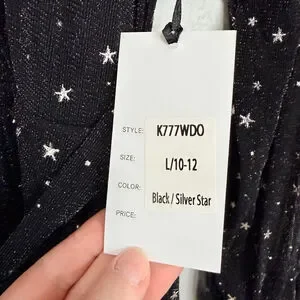 STYLE: K777WDO
SIZE: L/10-12
COLOR: Black / Silver Star
PRICE: